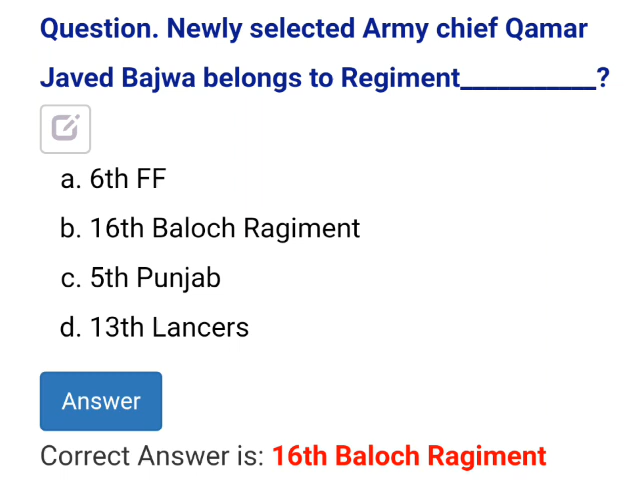 Question. Newly selected Army chief Qamar
Javed Bajwa belongs to Regiment___________?
a. 6th FF
b. 16th Baloch Ragiment
c. 5th Punjab
d. 13th Lancers
Answer
Correct Answer is: 16th Baloch Ragiment